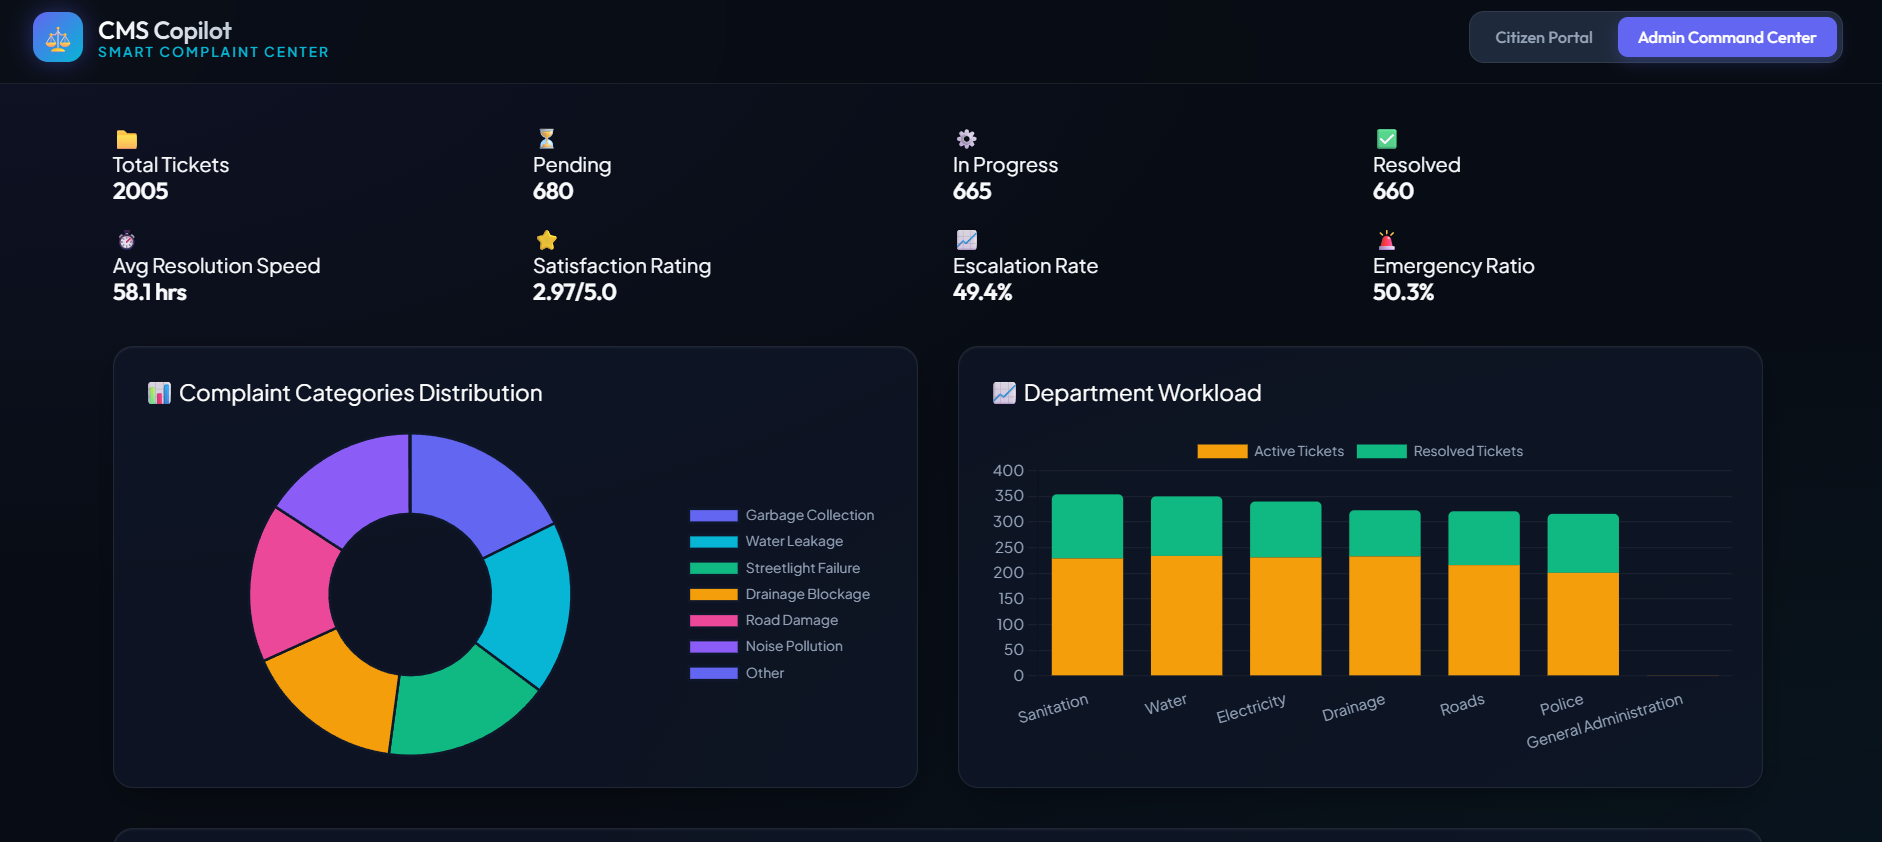 CMS Copilot
SMART COMPLAINT CENTER
Citizen Portal
Admin Command Center
Total Tickets
2005
Pending
680
In Progress
665
Resolved
660
Avg Resolution Speed
58.1 hrs
Satisfaction Rating
2.97/5.0
Escalation Rate
49.4%
Emergency Ratio
50.3%
Complaint Categories Distribution
Garbage Collection
Water Leakage
Streetlight Failure
Drainage Blockage
Road Damage
Noise Pollution
Other
Department Workload
Active Tickets
Resolved Tickets
400
350
300
250
200
150
100
50
0
Sanitation
Water
Electricity
Drainage
Roads
Police
General Administration